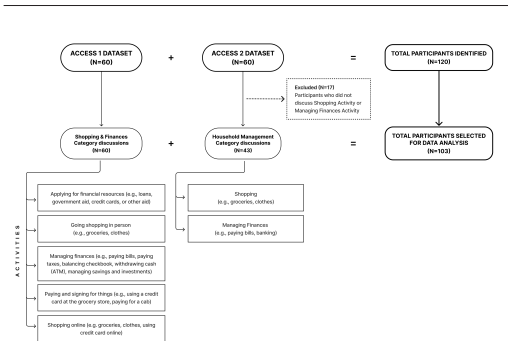 ACCESS 1 DATASET
(N=60)
+
ACCESS 2 DATASET
(N=60)
=
TOTAL PARTICIPANTS IDENTIFIED
(N=120)
Excluded (N=17)
Participants who did not
discuss Shopping Activity or
Managing Finances Activity
Shopping & Finances
Category discussions
(N=60)
+
Household Management
Category discussions
(N=43)
=
TOTAL PARTICIPANTS SELECTED
FOR DATA ANALYSIS
(N=103)
ACTIVITIES
Applying for financial resources (e.g., loans,
government aid, credit cards, or other aid)
Going shopping in person
(e.g., groceries, clothes)
Managing finances (e.g., paying bills, paying
taxes, balancing checkbook, withdrawing cash
(ATM), managing savings and investments)
Paying and signing for things (e.g., using a credit
card at the grocery store, paying for a cab)
Shopping online (e.g. groceries, clothes, using
credit card online)
Shopping
(e.g., groceries, clothes)
Managing Finances
(e.g., paying bills, banking)